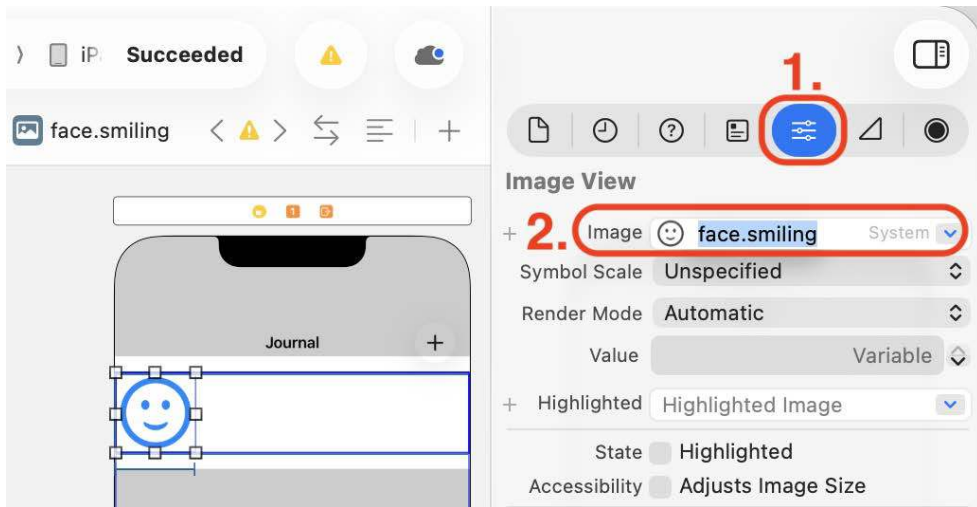 iP
Succeeded
1.
face.smiling
Image View
2.
Image face.smiling System
Symbol Scale Unspecified
Render Mode Automatic
Value Variable
Highlighted Highlighted Image
State Highlighted
Accessibility Adjusts Image Size
1
Journal